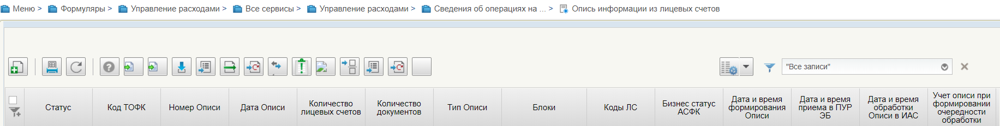 Меню > Формуляры > Управление расходами > Все сервисы > Управление расходами > Сведения об операциях на ... > Опись информации из лицевых счетов
"Все записи"
Статус
Код ТОФК
Номер Описи
Дата Описи
Количество
лицевых счетов
Количество
документов
Тип Описи
Блоки
Коды ЛС
Бизнес статус
АСФК
Дата и время
формирования
Описи
Дата и время
приема в ПУР
ЭБ
Дата и время
обработки
Описи в ИАС
Учет описи при
формировании
очередности
обработки